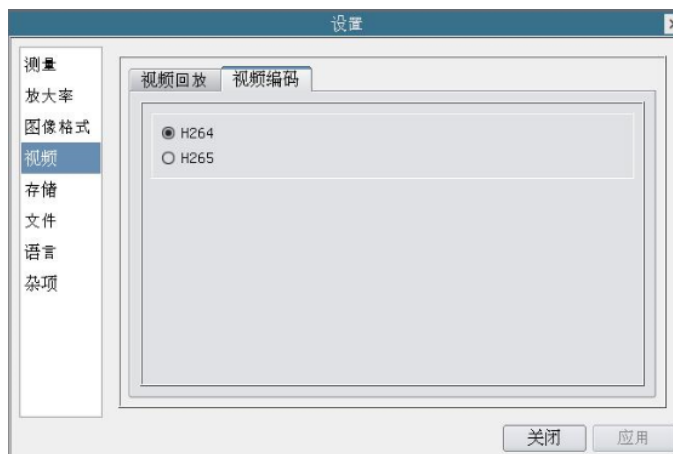 设置
测量
放大率
图像格式
视频
存储
文件
语言
杂项
视频回放 视频编码
H264
H265
关闭 应用